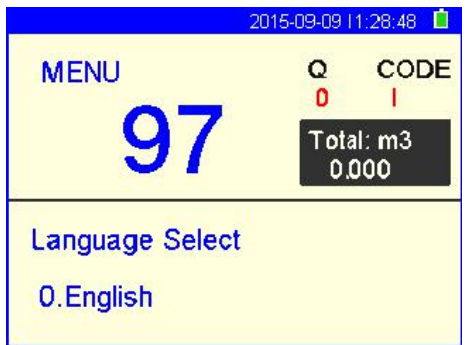 2015-09-09 11:28:48
MENU
97
Q CODE
0 I
Total: m3
0.000
Language Select
0.English